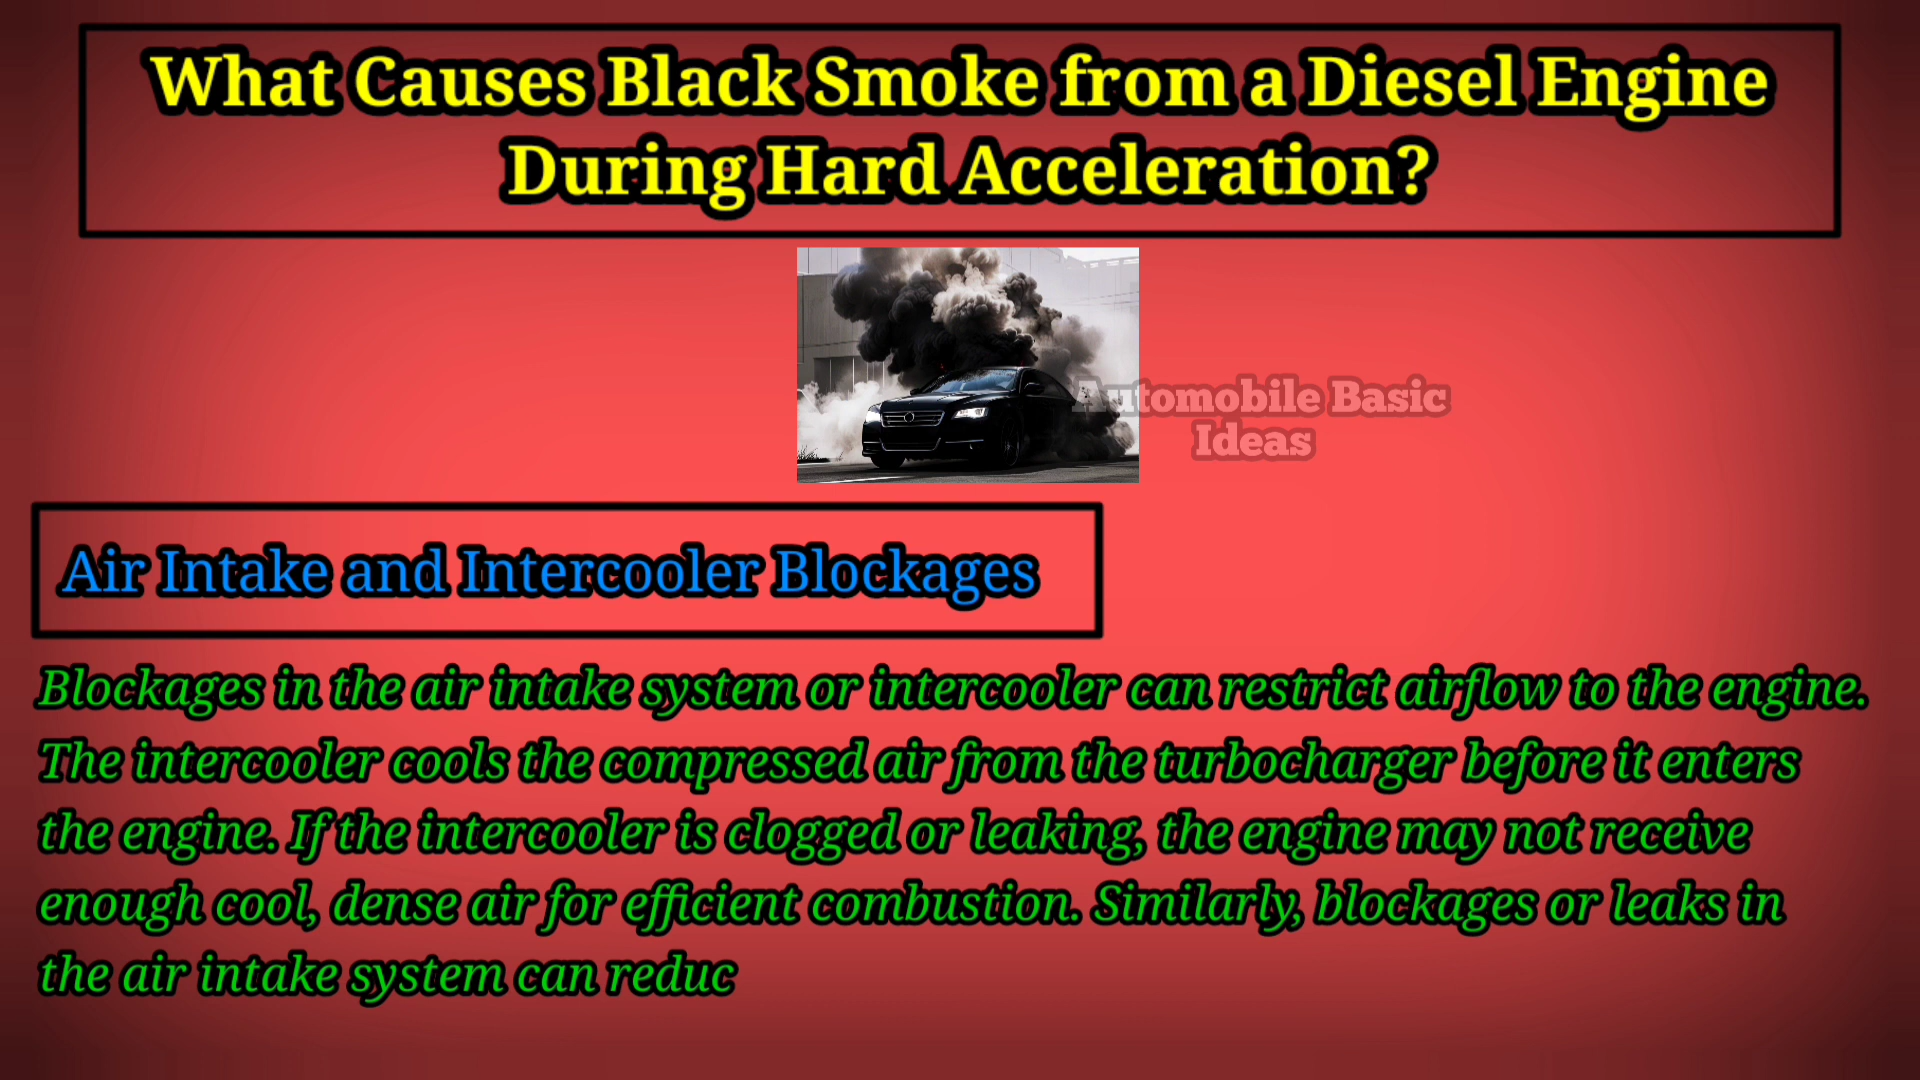 What Causes Black Smoke from a Diesel Engine
During Hard Acceleration?
Automobile Basic
Ideas
Air Intake and Intercooler Blockages
Blockages in the air intake system or intercooler can restrict airflow to the engine.
The intercooler cools the compressed air from the turbocharger before it enters
the engine. If the intercooler is clogged or leaking, the engine may not receive
enough cool, dense air for efficient combustion. Similarly, blockages or leaks in
the air intake system can reduc